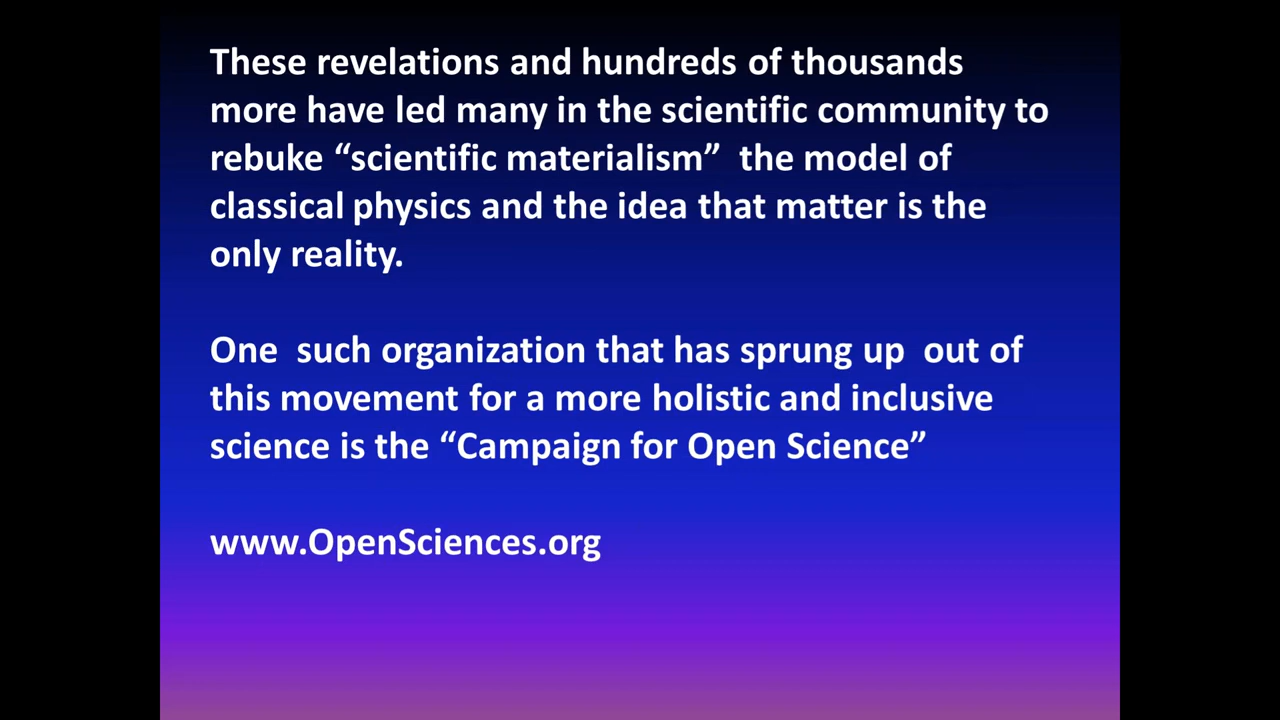 These revelations and hundreds of thousands
more have led many in the scientific community to
rebuke “scientific materialism”  the model of
classical physics and the idea that matter is the
only reality.
One  such organization that has sprung up  out of
this movement for a more holistic and inclusive
science is the “Campaign for Open Science”
www.OpenSciences.org